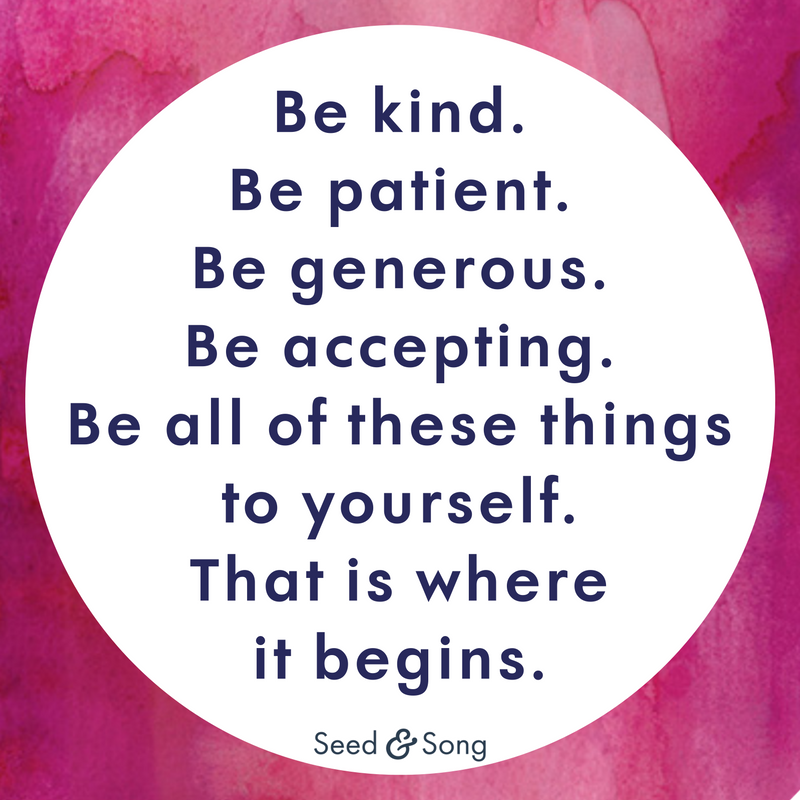 Be kind.
Be patient.
Be generous.
Be accepting.
Be all of these things
to yourself.
That is where
it begins.
Seed & Song